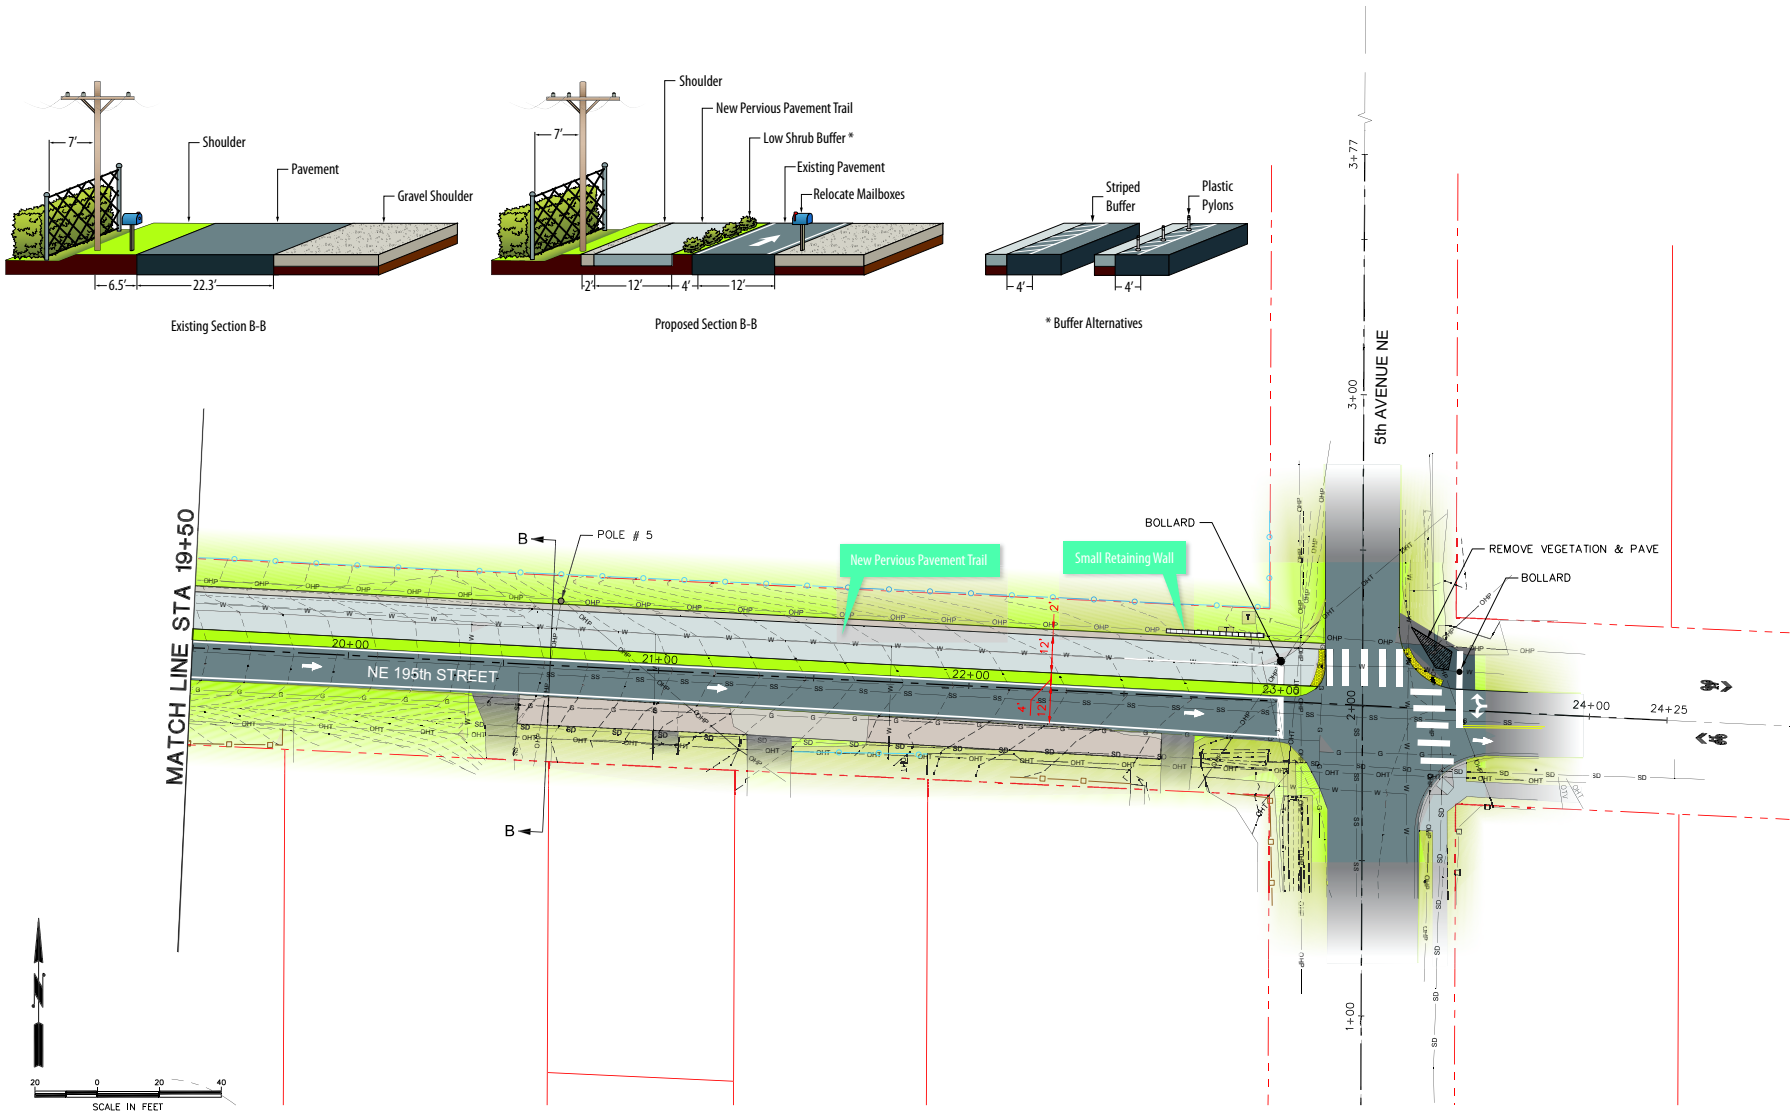 Shoulder
7'
Shoulder
Pavement
Gravel Shoulder
6.5'
22.3'
Existing Section B-B
New Pervious Pavement Trail
Low Shrub Buffer *
7'
Existing Pavement
Relocate Mailboxes
2'
12'
4'
12'
Proposed Section B-B
Striped
Buffer
Plastic
Pylons
4'
4'
* Buffer Alternatives
3+77
3+00
5th AVENUE NE
MATCH LINE STA 19+50
B
POLE # 5
New Pervious Pavement Trail
Small Retaining Wall
BOLLARD
REMOVE VEGETATION & PAVE
BOLLARD
2'
12'
4'
12'
20+00
21+00
22+00
23+00
24+00
24+25
NE 195th STREET
2+00
B
1+00
20
0
20
40
SCALE IN FEET